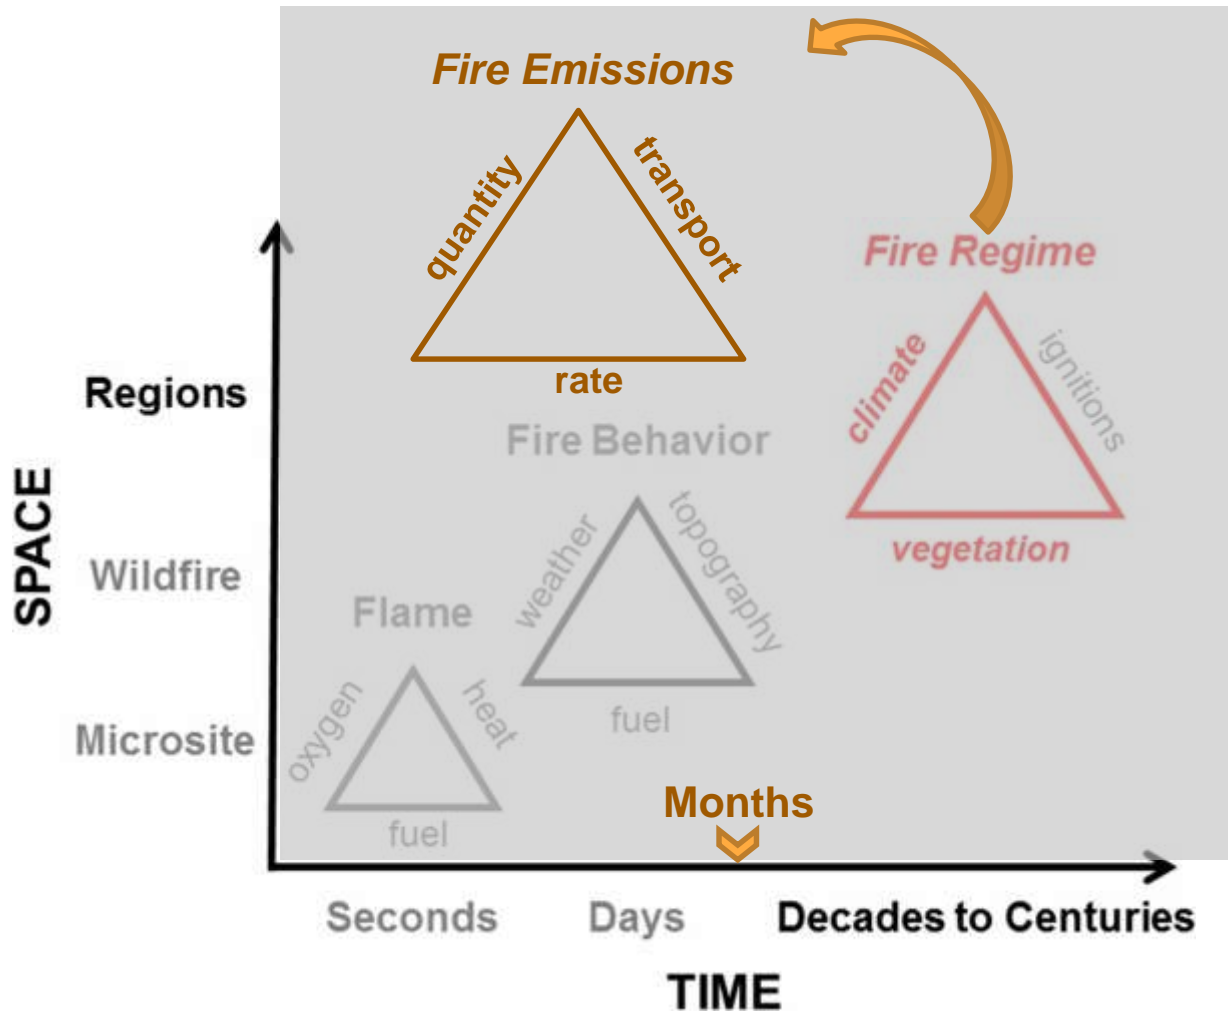 Fire Emissions
quantity
transport
rate
Fire Regime
climate
ignitions
vegetation
Regions
Fire Behavior
weather
topography
fuel
SPACE
Wildfire
Flame
oxygen
heat
fuel
Microsite
Months
Seconds
Days
Decades to Centuries
TIME